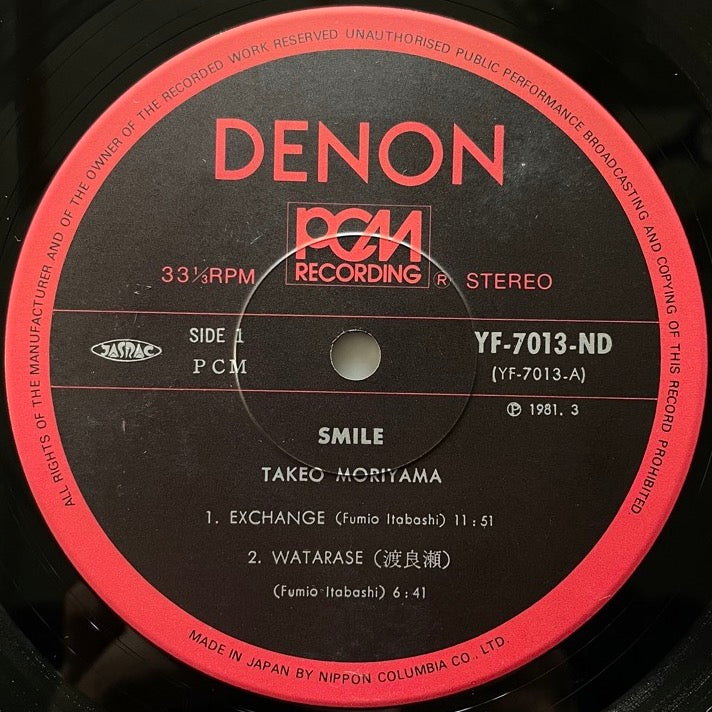 ALL RIGHTS OF THE MANUFACTURER AND OF THE OWNER OF THE RECORDED WORK RESERVED UNAUTHORISED PUBLIC PERFORMANCE BROADCASTING AND COPYING OF THIS RECORD PROHIBITED
DENON
PCM
RECORDING
33⅓RPM ® STEREO
JASRAC
SIDE 1
PCM
YF-7013-ND
(YF-7013-A)
℗ 1981. 3
SMILE
TAKEO MORIYAMA
1. EXCHANGE (Fumio Itabashi) 11:51
2. WATARASE (渡良瀬)
(Fumio Itabashi) 6:41
MADE IN JAPAN BY NIPPON COLUMBIA CO., LTD.